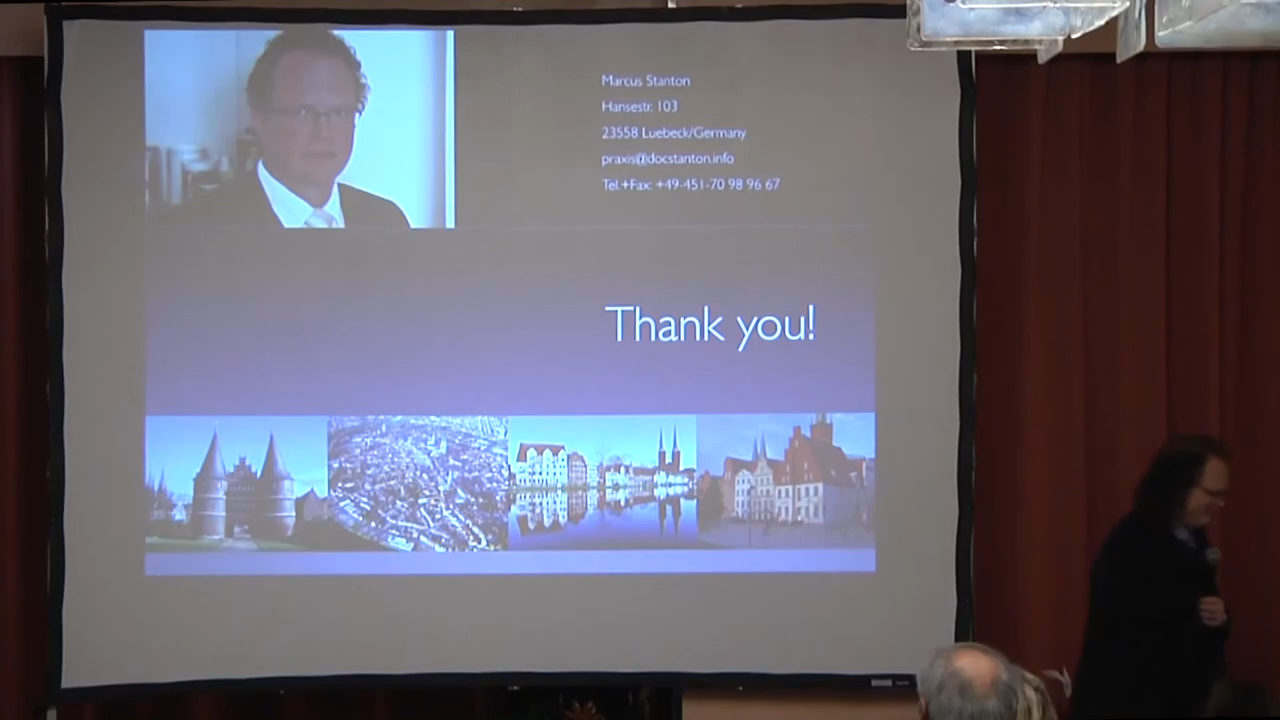 Marcus Stanton
Hansestr. 103
23558 Luebeck/Germany
praxis@docstanton.info
Tel.+Fax: +49-451-70 98 96 67
Thank you!